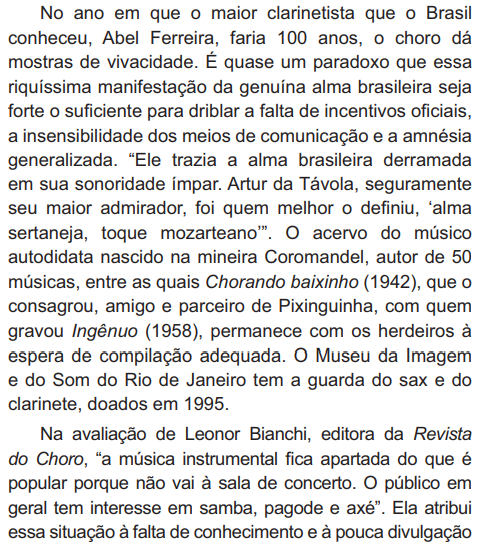 No ano em que o maior clarinetista que o Brasil
conheceu, Abel Ferreira, faria 100 anos, o choro dá
mostras de vivacidade. É quase um paradoxo que essa
riquíssima manifestação da genuína alma brasileira seja
forte o suficiente para driblar a falta de incentivos oficiais,
a insensibilidade dos meios de comunicação e a amnésia
generalizada. “Ele trazia a alma brasileira derramada
em sua sonoridade ímpar. Artur da Távola, seguramente
seu maior admirador, foi quem melhor o definiu, ‘alma
sertaneja, toque mozarteano’”. O acervo do músico
autodidata nascido na mineira Coromandel, autor de 50
músicas, entre as quais Chorando baixinho (1942), que o
consagrou, amigo e parceiro de Pixinguinha, com quem
gravou Ingênuo (1958), permanece com os herdeiros à
espera de compilação adequada. O Museu da Imagem
e do Som do Rio de Janeiro tem a guarda do sax e do
clarinete, doados em 1995.
Na avaliação de Leonor Bianchi, editora da Revista
do Choro, “a música instrumental fica apartada do que é
popular porque não vai à sala de concerto. O público em
geral tem interesse em samba, pagode e axé”. Ela atribui
essa situação à falta de conhecimento e à pouca divulgação